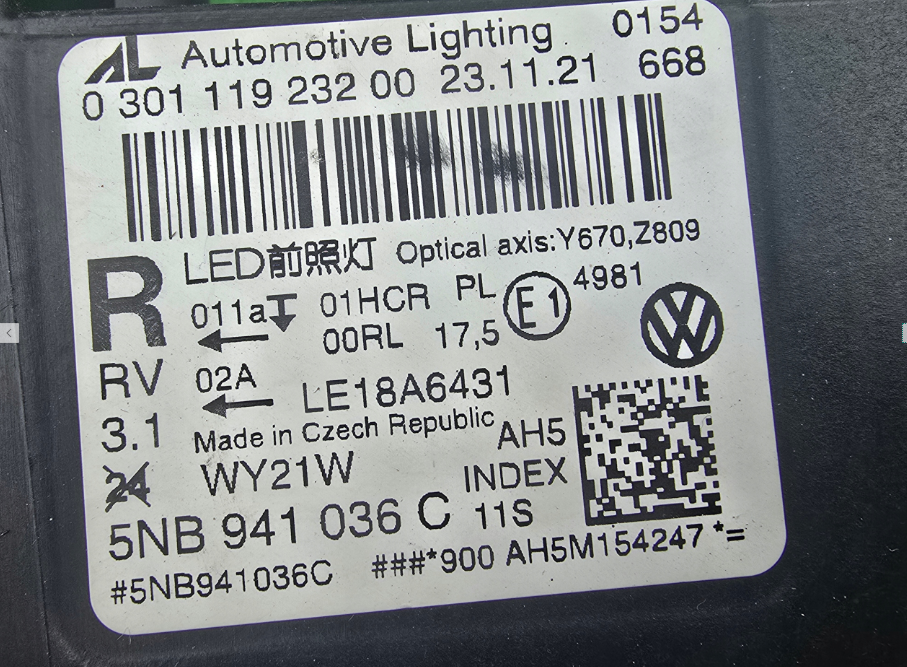 AL Automotive Lighting 0154
0 301 119 232 00 23.11.21 668
R LED前照灯 Optical axis:Y670,Z809
011a 01HCR PL E1 4981
00RL 17,5
RV 02A LE18A6431
3.1 Made in Czech Republic AH5
24 WY21W INDEX
5NB 941 036 C 11S
#5NB941036C ###*900 AH5M154247 *=